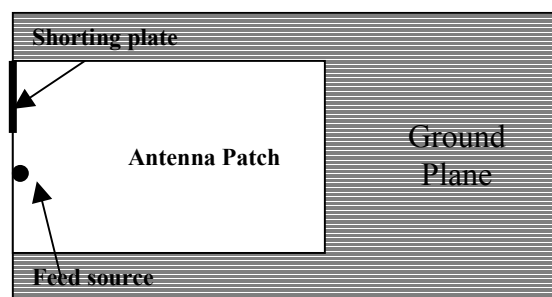 Shorting plate
Antenna Patch
Ground
Plane
Feed source